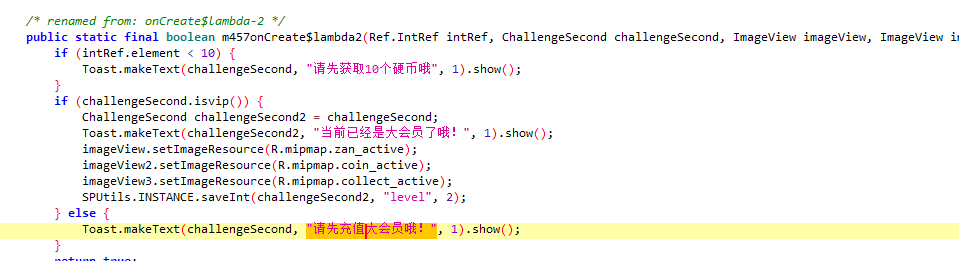 /* renamed from: onCreate$lambda-2 */
public static final boolean m457onCreate$lambda2(Ref.IntRef intRef, ChallengeSecond challengeSecond, ImageView imageView, ImageView im
if (intRef.element < 10) {
Toast.makeText(challengeSecond, "请先获取10个硬币哦", 1).show();
}
if (challengeSecond.isvip()) {
ChallengeSecond challengeSecond2 = challengeSecond;
Toast.makeText(challengeSecond2, "当前已经是大会员了哦！", 1).show();
imageView.setImageResource(R.mipmap.zan_active);
imageView2.setImageResource(R.mipmap.coin_active);
imageView3.setImageResource(R.mipmap.collect_active);
SPUtils.INSTANCE.saveInt(challengeSecond2, "level", 2);
} else {
Toast.makeText(challengeSecond, "请先充值大会员哦！", 1).show();
}
return true;